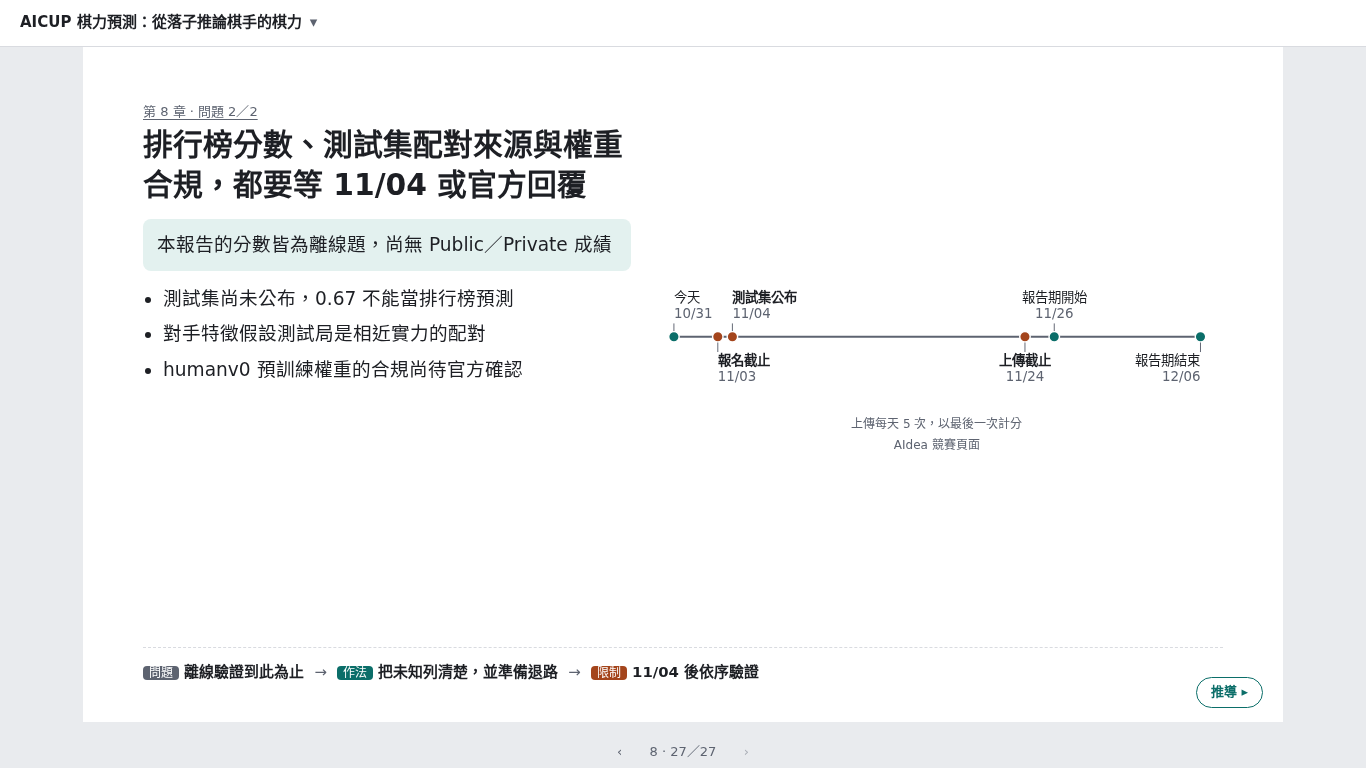 AICUP 棋力預測：從落子推論棋手的棋力 ▾
第 8 章 · 問題 2／2
排行榜分數、測試集配對來源與權重
合規，都要等 11/04 或官方回覆
本報告的分數皆為離線題，尚無 Public／Private 成績
• 測試集尚未公布，0.67 不能當排行榜預測
• 對手特徵假設測試局是相近實力的配對
• humanv0 預訓練權重的合規尚待官方確認
今天
10/31
測試集公布
11/04
報告期開始
11/26
報名截止
11/03
上傳截止
11/24
報告期結束
12/06
上傳每天 5 次，以最後一次計分
AIdea 競賽頁面
問題 離線驗證到此為止 → 作法 把未知列清楚，並準備退路 → 限制 11/04 後依序驗證
推導 ▸
‹ 8 · 27／27 ›